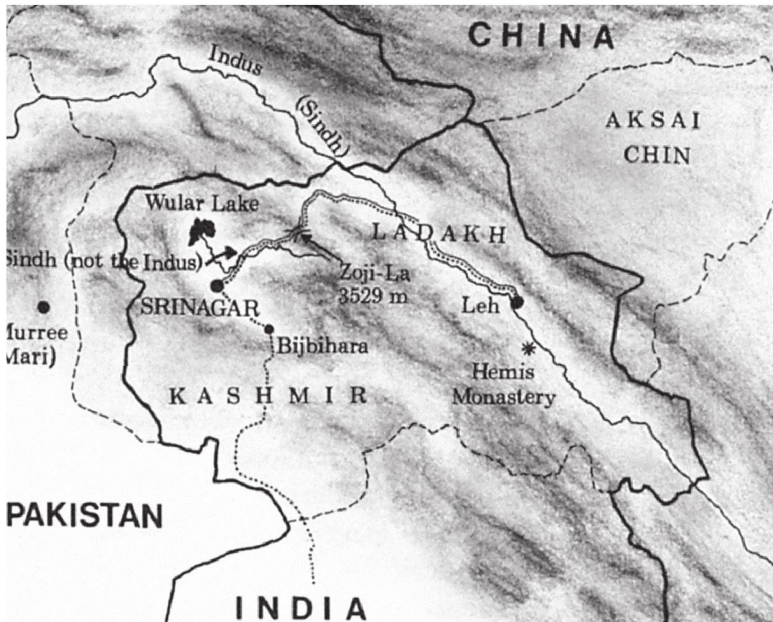 CHINA
Indus
(Sindh)
AKSAI
CHIN
Wular Lake
LADAKH
Sindh (not the Indus)
Zoji-La
3529 m
SRINAGAR
Leh
Murree
Mari)
Bijbihara
Hemis
Monastery
KASHMIR
PAKISTAN
INDIA